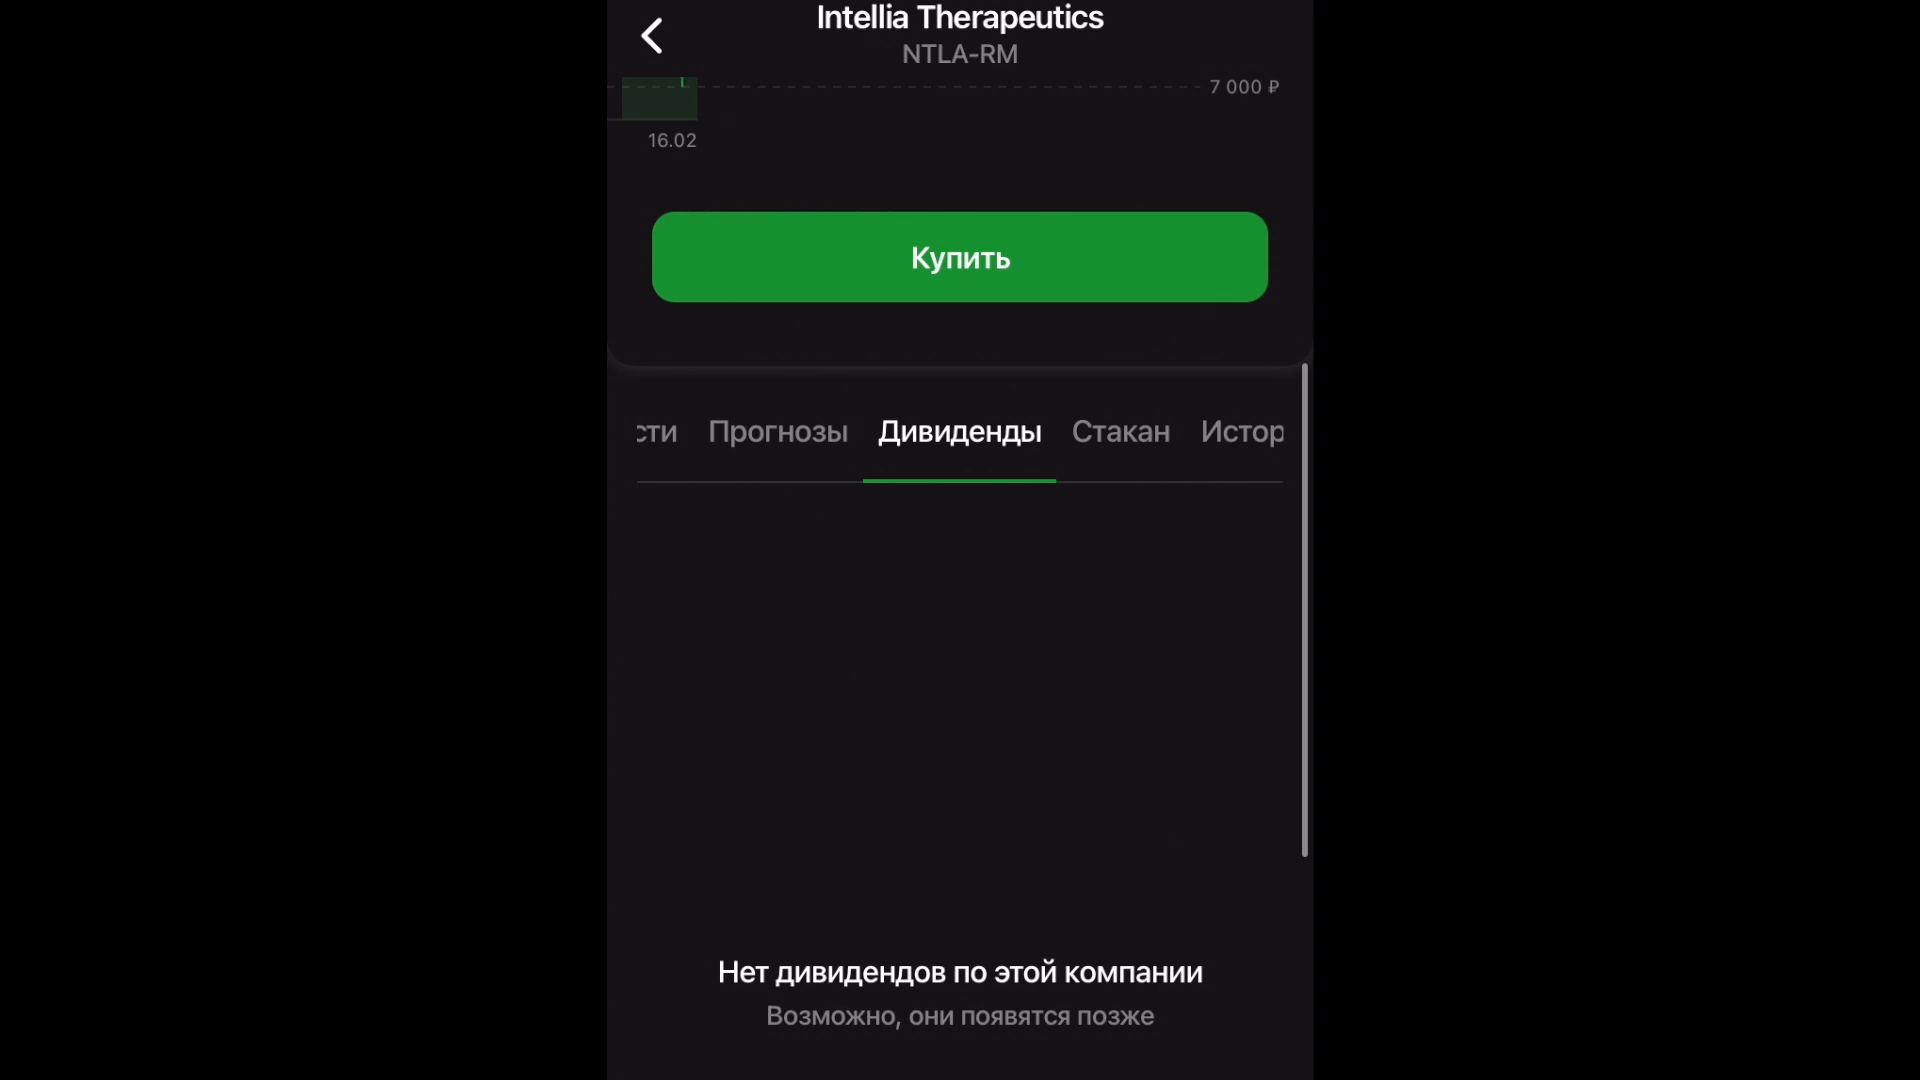 Intellia Therapeutics
NTLA-RM
7 000 ₽
16.02
Купить
сти Прогнозы Дивиденды Стакан Истор
Нет дивидендов по этой компании
Возможно, они появятся позже